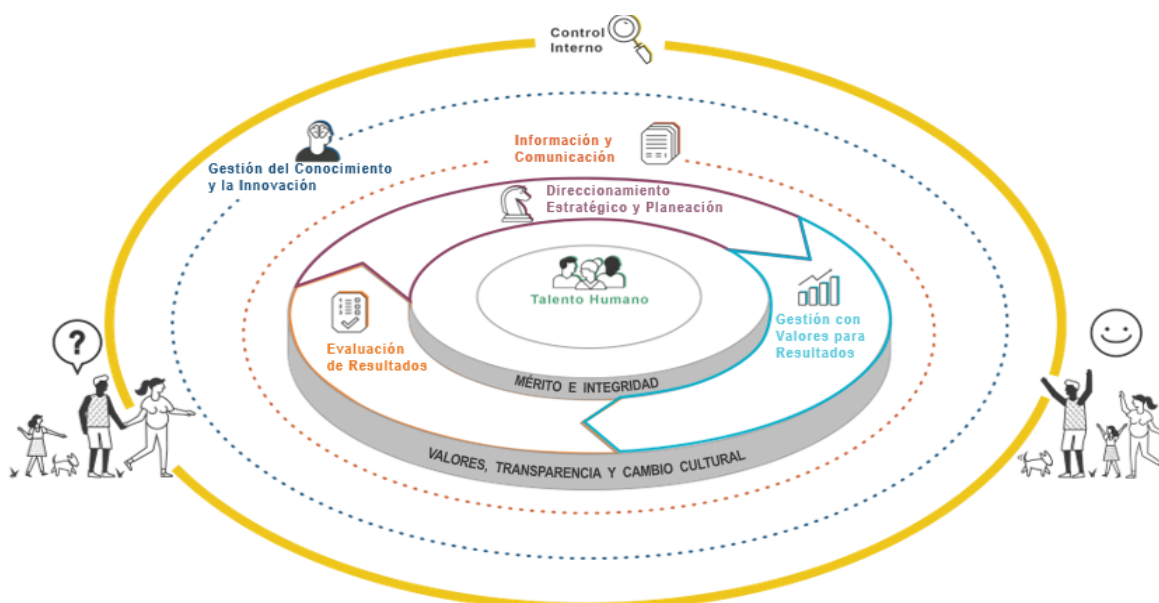 Control
Interno
Información y
Comunicación
Gestión del Conocimiento
y la Innovación
Direccionamiento
Estratégico y Planeación
Talento Humano
Gestión con
Valores para
Resultados
Evaluación
de Resultados
MÉRITO E INTEGRIDAD
VALORES, TRANSPARENCIA Y CAMBIO CULTURAL
?